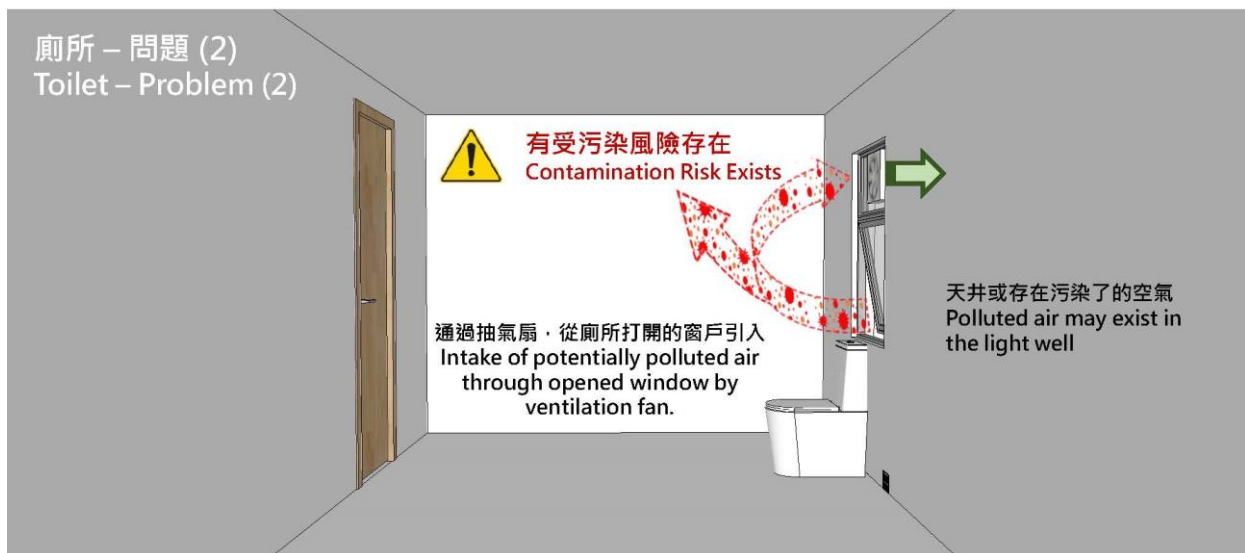 廁所 – 問題 (2)
Toilet – Problem (2)
有受污染風險存在
Contamination Risk Exists
通過抽氣扇，從廁所打開的窗戶引入
Intake of potentially polluted air
through opened window by
ventilation fan.
天井或存在污染了的空氣
Polluted air may exist in
the light well